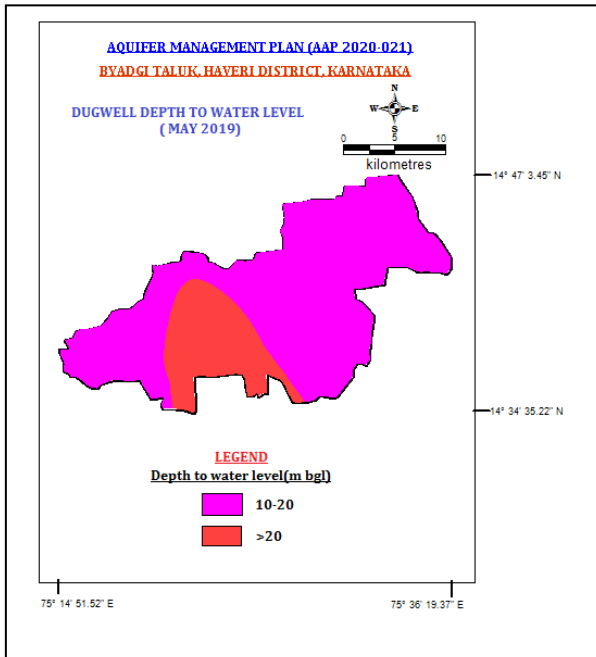 AQUIFER MANAGEMENT PLAN (AAP 2020-021)
BYADGI TALUK, HAVERI DISTRICT, KARNATAKA
DUGWELL DEPTH TO WATER LEVEL
( MAY 2019)
N
W E
S
0 5 10
kilometres
14° 47' 3.45" N
14° 34' 35.22" N
LEGEND
Depth to water level(m bgl)
10-20
>20
75° 14' 51.52" E
75° 36' 19.37" E